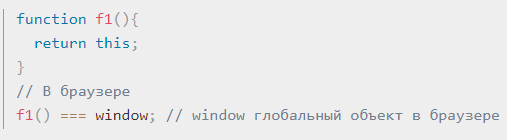 function f1(){
  return this;
}
// В браузере
f1() === window; // window глобальный объект в браузере